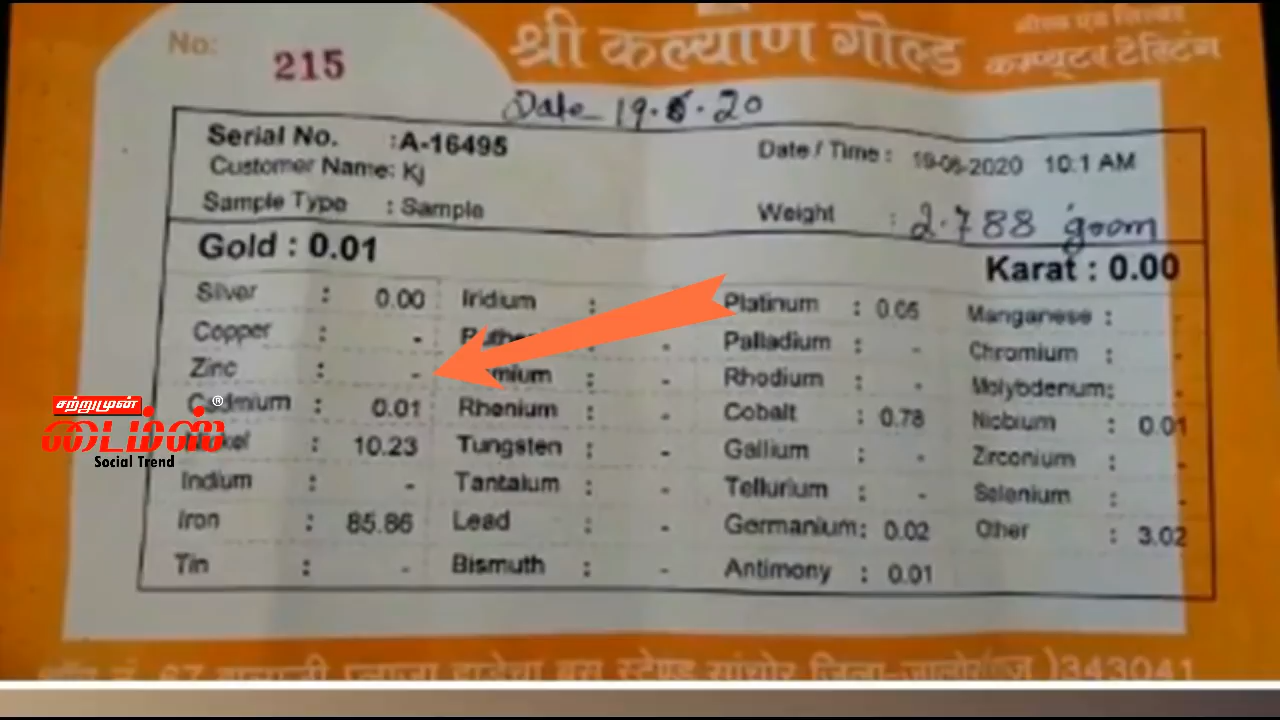 No: 215
श्री कल्याण गोल्ड
कम्प्यूटर टेस्टिंग
Date 19.6.20
Serial No. : A-16495
Date / Time : 19-06-2020 10:1 AM
Customer Name: Kj
Sample Type : Sample
Weight : 2.788 goom
Gold : 0.01
Karat : 0.00
Silver : 0.00 Iridium : Platinum : 0.05 Manganese : -
Copper : - : - Palladium : - Chromium : -
Zinc : - : - Rhodium : - Molybdenum: -
Cadmium : 0.01 Rhenium : - Cobalt : 0.78 Niobium : 0.01
: 10.23 Tungsten : - Gallium : - Zirconium : -
Indium : - Tantalum : - Tellurium : - Selenium : -
Iron : 85.86 Lead : - Germanium: 0.02 Other : 3.02
Tin : - Bismuth : - Antimony : 0.01
சற்றுமுன்
டைம்ஸ் ®
Social Trend
343041